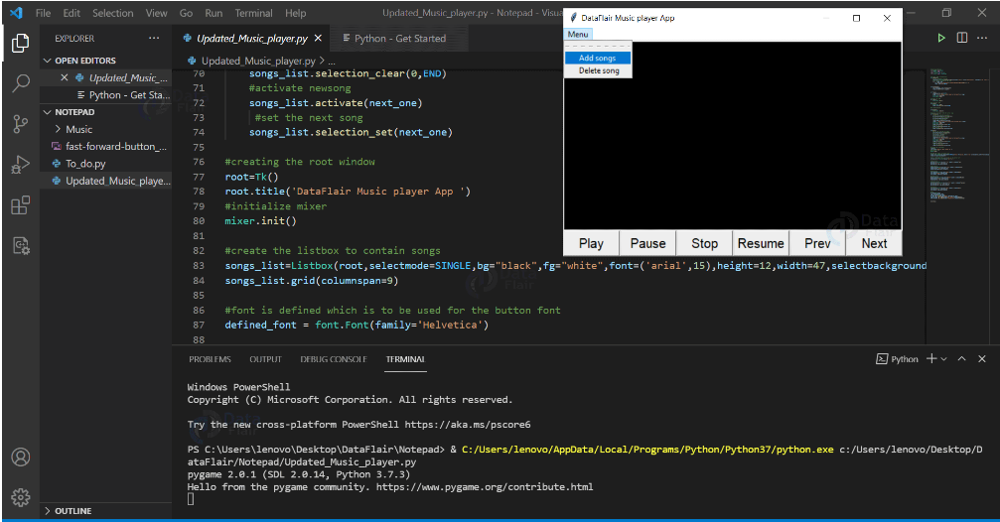 File Edit Selection View Go Run Terminal Help
Updated_Music_player.py - Notepad - Visua
DataFlair Music player App
Menu
Add songs
Delete song
Play Pause Stop Resume Prev Next
EXPLORER
OPEN EDITORS
Updated_Music_...
Python - Get Sta...
NOTEPAD
Music
fast-forward-button_...
To_do.py
Updated_Music_playe...
OUTLINE
Updated_Music_player.py
Python - Get Started
Updated_Music_player.py > ...
70 songs_list.selection_clear(0,END)
71 #activate newsong
72 songs_list.activate(next_one)
73 #set the next song
74 songs_list.selection_set(next_one)
75
76 #creating the root window
77 root=Tk()
78 root.title('DataFlair Music player App ')
79 #initialize mixer
80 mixer.init()
81
82 #create the listbox to contain songs
83 songs_list=Listbox(root,selectmode=SINGLE,bg="black",fg="white",font=('arial',15),height=12,width=47,selectbackground
84 songs_list.grid(columnspan=9)
85
86 #font is defined which is to be used for the button font
87 defined_font = font.Font(family='Helvetica')
88
PROBLEMS OUTPUT DEBUG CONSOLE TERMINAL
Python
Windows PowerShell
Copyright (C) Microsoft Corporation. All rights reserved.
Try the new cross-platform PowerShell https://aka.ms/pscore6
PS C:\Users\lenovo\Desktop\DataFlair\Notepad> & C:/Users/lenovo/AppData/Local/Programs/Python/Python37/python.exe c:/Users/lenovo/Desktop/D
ataFlair/Notepad/Updated_Music_player.py
pygame 2.0.1 (SDL 2.0.14, Python 3.7.3)
Hello from the pygame community. https://www.pygame.org/contribute.html
Data
Flair